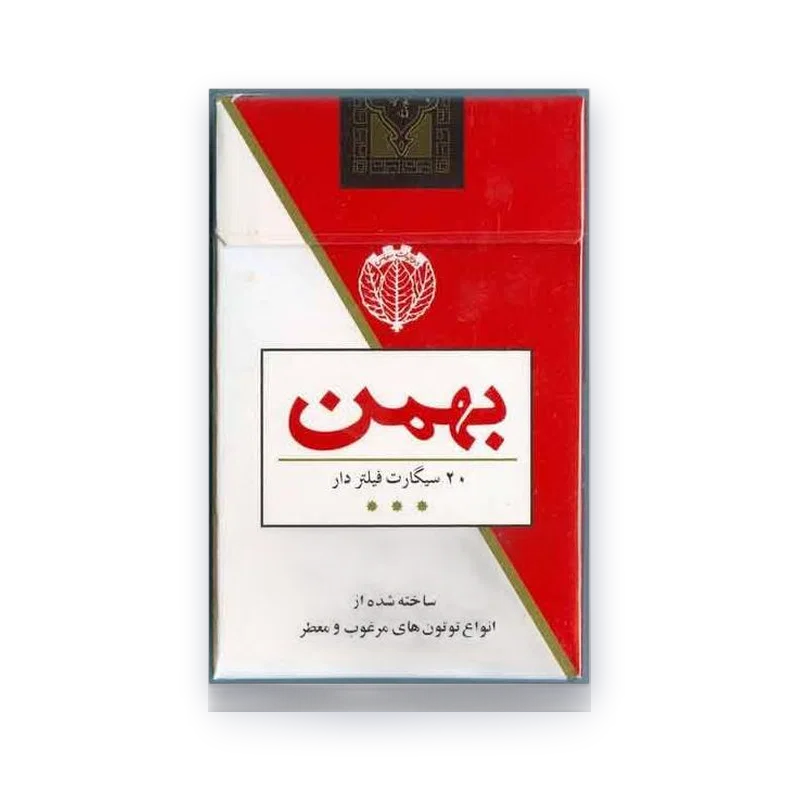 بهمن
۲۰ سیگارت فیلتر دار
ساخته شده از
انواع توتون های مرغوب و معطر